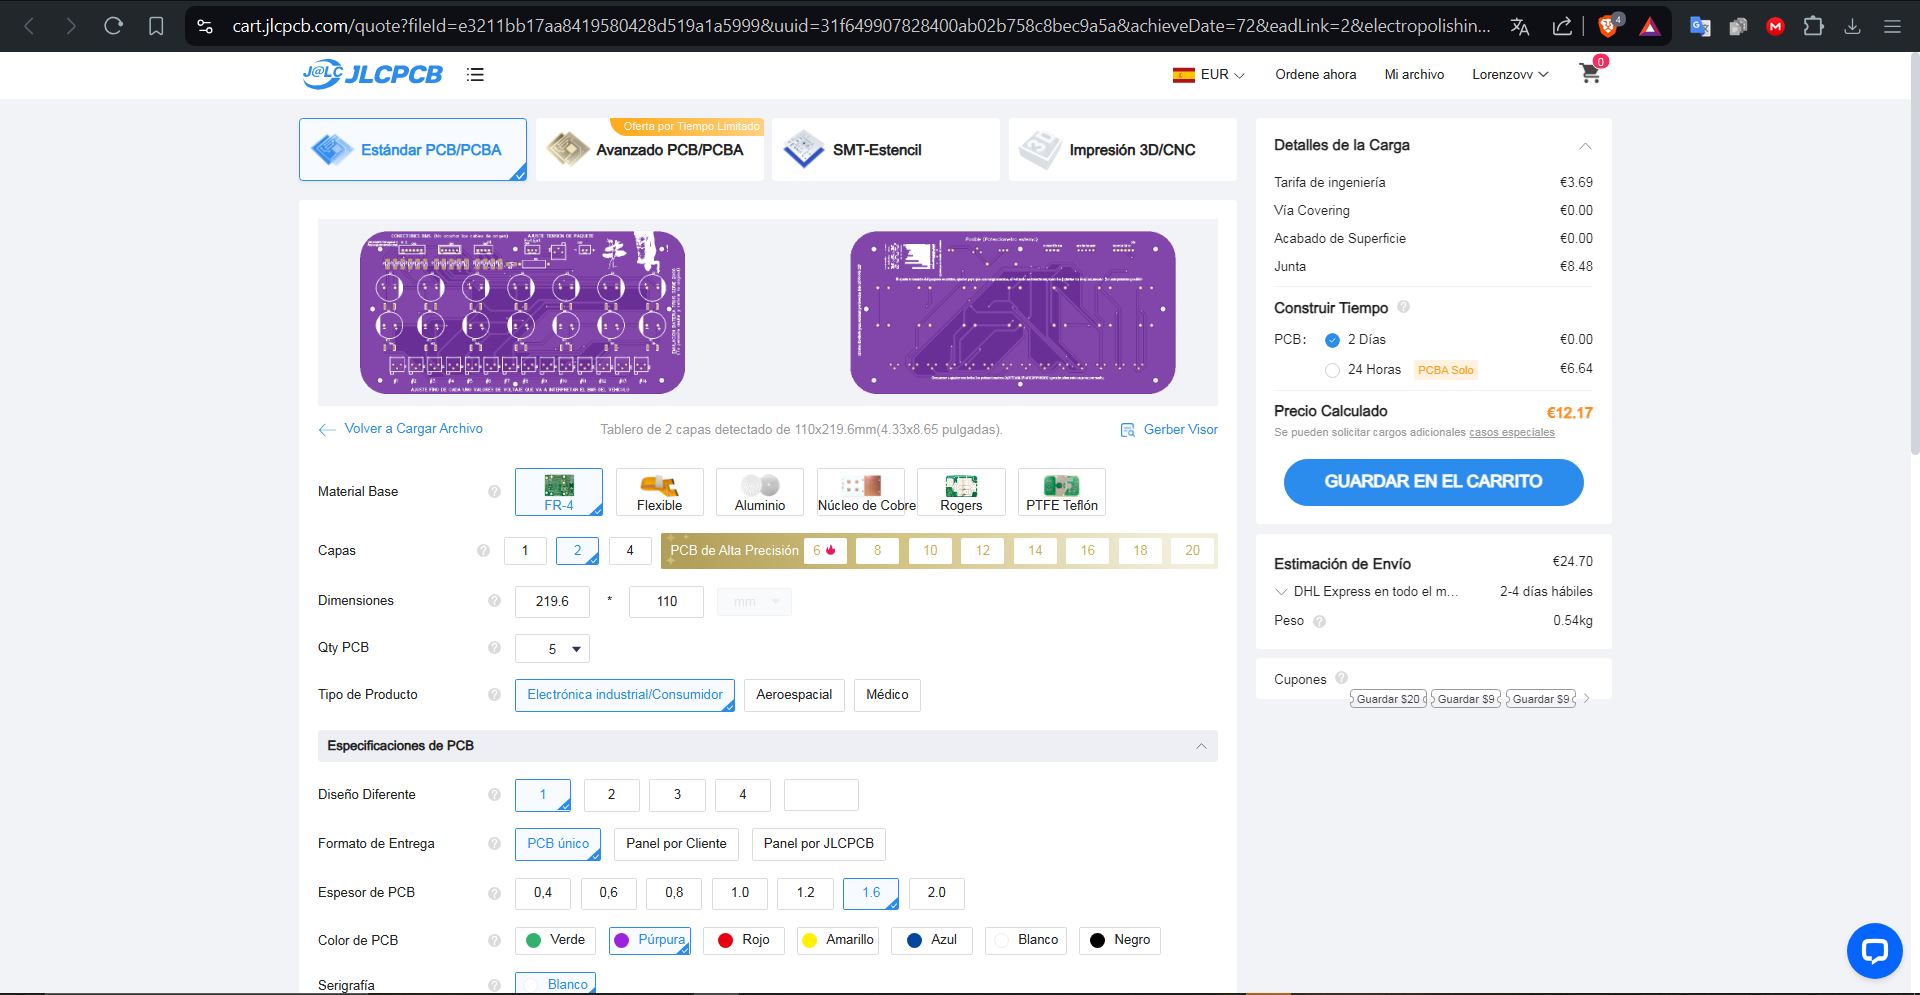 cart.jlcpcb.com/quote?fileId=e3211bb17aa8419580428d519a1a5999&uuid=31f649907828400ab02b758c8bec9a5a&achieveDate=72&eadLink=2&electropolishin...
4
J@LC JLCPCB
EUR
Ordene ahora
Mi archivo
Lorenzovv
0
Estándar PCB/PCBA
Oferta por Tiempo Limitado
Avanzado PCB/PCBA
SMT-Estencil
Impresión 3D/CNC
Volver a Cargar Archivo
Tablero de 2 capas detectado de 110x219.6mm(4.33x8.65 pulgadas).
Gerber Visor
Material Base
FR-4
Flexible
Aluminio
Núcleo de Cobre
Rogers
PTFE Teflón
Capas
1
2
4
PCB de Alta Precisión
6
8
10
12
14
16
18
20
Dimensiones
219.6 * 110 mm
Qty PCB
5
Tipo de Producto
Electrónica industrial/Consumidor
Aeroespacial
Médico
Especificaciones de PCB
Diseño Diferente
1
2
3
4
Formato de Entrega
PCB único
Panel por Cliente
Panel por JLCPCB
Espesor de PCB
0,4
0,6
0,8
1.0
1.2
1.6
2.0
Color de PCB
Verde
Púrpura
Rojo
Amarillo
Azul
Blanco
Negro
Serigrafía
Blanco
Detalles de la Carga
Tarifa de ingeniería €3.69
Vía Covering €0.00
Acabado de Superficie €0.00
Junta €8.48
Construir Tiempo
PCB: 2 Días €0.00
24 Horas PCBA Solo €6.64
Precio Calculado €12.17
Se pueden solicitar cargos adicionales casos especiales
GUARDAR EN EL CARRITO
Estimación de Envío €24.70
DHL Express en todo el m... 2-4 días hábiles
Peso 0.54kg
Cupones
Guardar $20
Guardar $9
Guardar $9